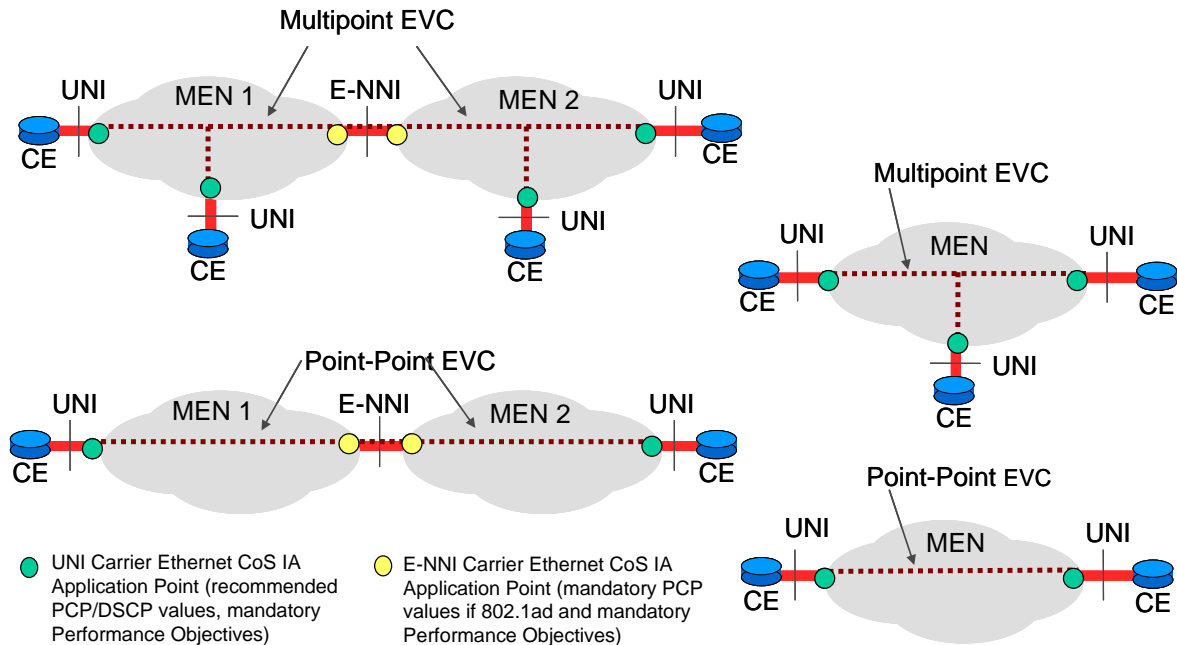 Multipoint EVC
UNI
MEN 1
E-NNI
MEN 2
UNI
CE
CE
UNI
UNI
CE
CE
Multipoint EVC
UNI
MEN
UNI
CE
CE
UNI
CE
Point-Point EVC
UNI
MEN 1
E-NNI
MEN 2
UNI
CE
CE
Point-Point EVC
UNI
MEN
UNI
CE
CE
UNI Carrier Ethernet CoS IA
Application Point (recommended
PCP/DSCP values, mandatory
Performance Objectives)
E-NNI Carrier Ethernet CoS IA
Application Point (mandatory PCP
values if 802.1ad and mandatory
Performance Objectives)